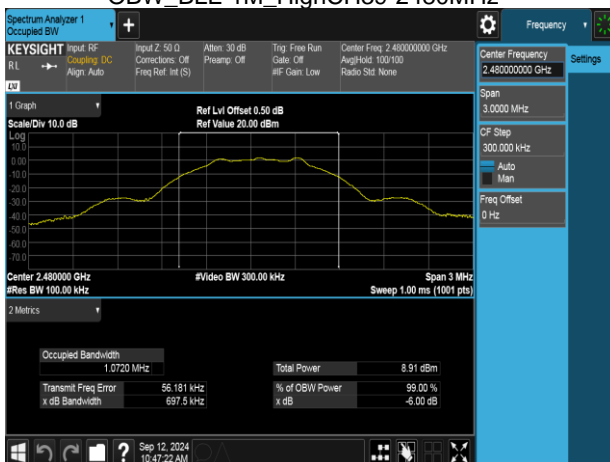 OBW_BLE-1M_HighCH39-2480MHz
Spectrum Analyzer 1
Occupied BW
+
Frequency
KEYSIGHT
Input: RF
Input Z: 50 Ω
Atten: 30 dB
Trig: Free Run
Center Freq: 2.480000000 GHz
RL
Coupling: DC
Corrections: Off
Preamp: Off
Gate: Off
Avg|Hold: 100/100
Align: Auto
Freq Ref: Int (S)
#IF Gain: Low
Radio Std: None
LXI
Center Frequency
2.480000000 GHz
Settings
Span
3.0000 MHz
CF Step
300.000 kHz
Auto
Man
Freq Offset
0 Hz
1 Graph
Ref Lvl Offset 0.50 dB
Scale/Div 10.0 dB
Ref Value 20.00 dBm
Log
10.0
0.00
-10.0
-20.0
-30.0
-40.0
-50.0
-60.0
-70.0
Center 2.480000 GHz
#Video BW 300.00 kHz
Span 3 MHz
#Res BW 100.00 kHz
Sweep 1.00 ms (1001 pts)
2 Metrics
Occupied Bandwidth
1.0720 MHz
Total Power
8.91 dBm
Transmit Freq Error
56.181 kHz
% of OBW Power
99.00 %
x dB Bandwidth
697.5 kHz
x dB
-6.00 dB
?
Sep 12, 2024
10:47:22 AM